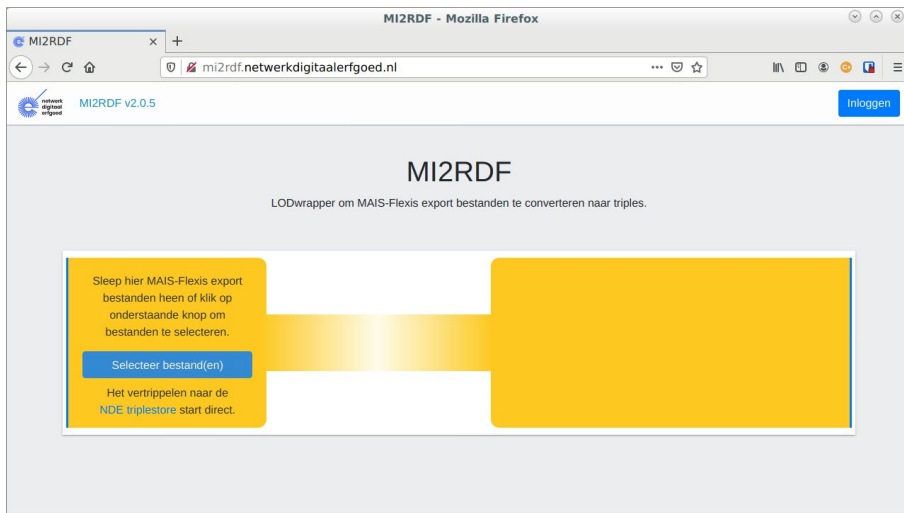 MI2RDF - Mozilla Firefox
MI2RDF
mi2rdf.netwerkdigitaalerfgoed.nl
netwerk
digitaal
erfgoed
MI2RDF v2.0.5
Inloggen
MI2RDF
LODwrapper om MAIS-Flexis export bestanden te converteren naar triples.
Sleep hier MAIS-Flexis export
bestanden heen of klik op
onderstaande knop om
bestanden te selecteren.
Selecteer bestand(en)
Het vertrippelen naar de
NDE triplestore start direct.